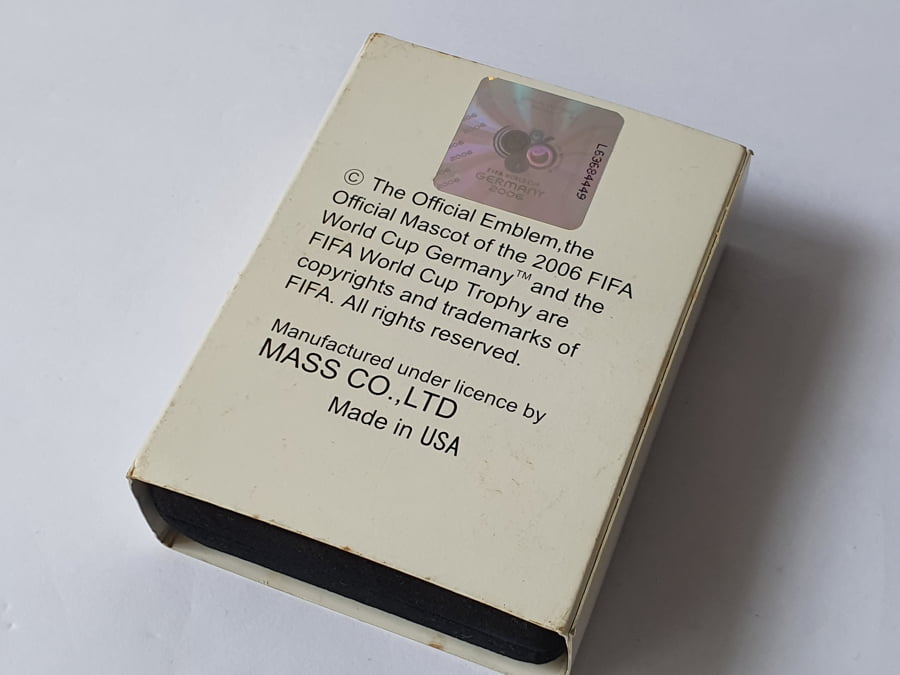 FIFA WORLD CUP
GERMANY
2006
L63684449
© The Official Emblem,the
Official Mascot of the 2006 FIFA
World Cup Germany™ and the
FIFA World Cup Trophy are
copyrights and trademarks of
FIFA. All rights reserved.
Manufactured under licence by
MASS CO.,LTD
Made in USA